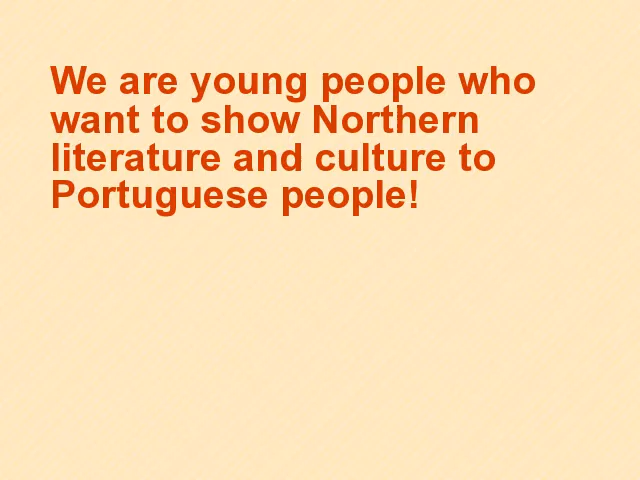 We are young people who
want to show Northern
literature and culture to
Portuguese people!